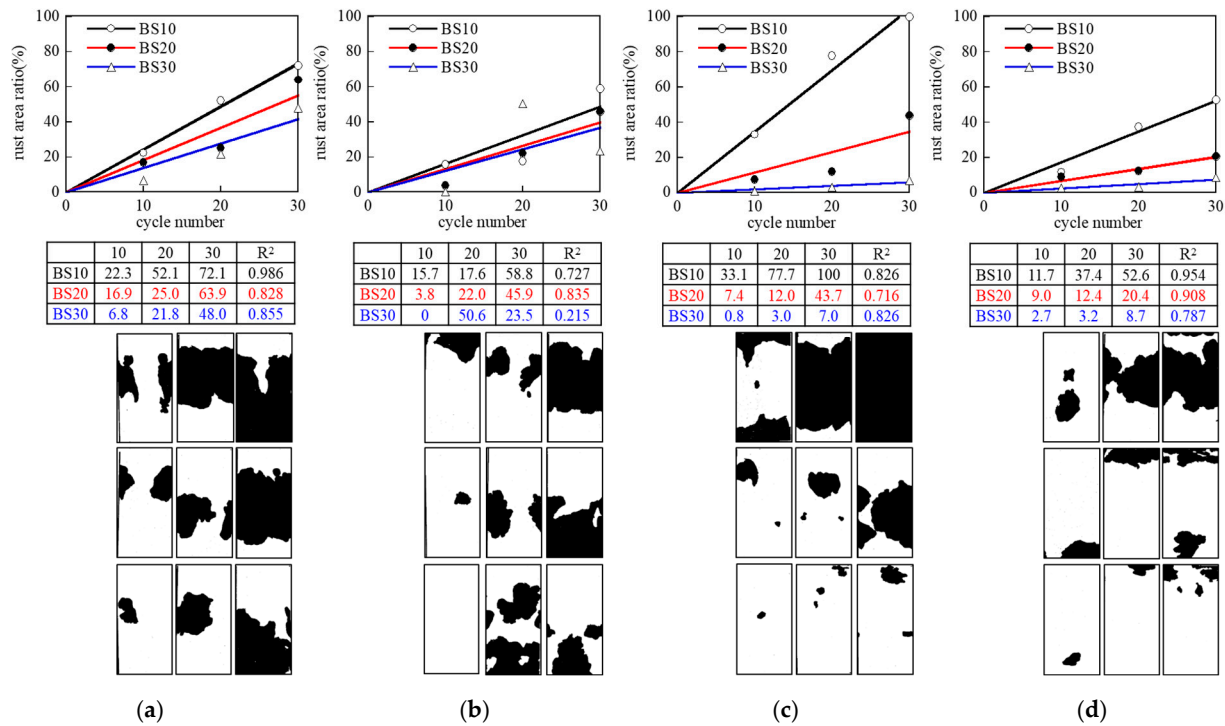 BS10
BS20
BS30
rust area ratio(%)
100
80
60
40
20
0
0 10 20 30
cycle number
10 20 30 R²
BS10 22.3 52.1 72.1 0.986
BS20 16.9 25.0 63.9 0.828
BS30 6.8 21.8 48.0 0.855
(a)
BS10
BS20
BS30
rust area ratio(%)
100
80
60
40
20
0
0 10 20 30
cycle number
10 20 30 R²
BS10 15.7 17.6 58.8 0.727
BS20 3.8 22.0 45.9 0.835
BS30 0 50.6 23.5 0.215
(b)
BS10
BS20
BS30
rust area ratio(%)
100
80
60
40
20
0
0 10 20 30
cycle number
10 20 30 R²
BS10 33.1 77.7 100 0.826
BS20 7.4 12.0 43.7 0.716
BS30 0.8 3.0 7.0 0.826
(c)
BS10
BS20
BS30
rust area ratio(%)
100
80
60
40
20
0
0 10 20 30
cycle number
10 20 30 R²
BS10 11.7 37.4 52.6 0.954
BS20 9.0 12.4 20.4 0.908
BS30 2.7 3.2 8.7 0.787
(d)